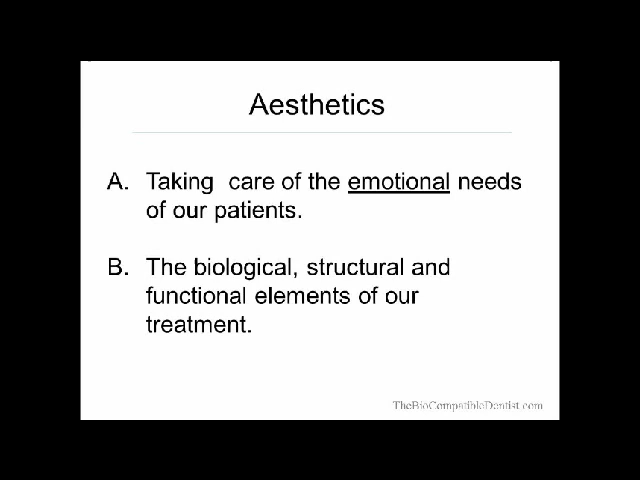 Aesthetics
A. Taking care of the emotional needs
of our patients.
B. The biological, structural and
functional elements of our
treatment.
TheBioCompatibleDentist.com